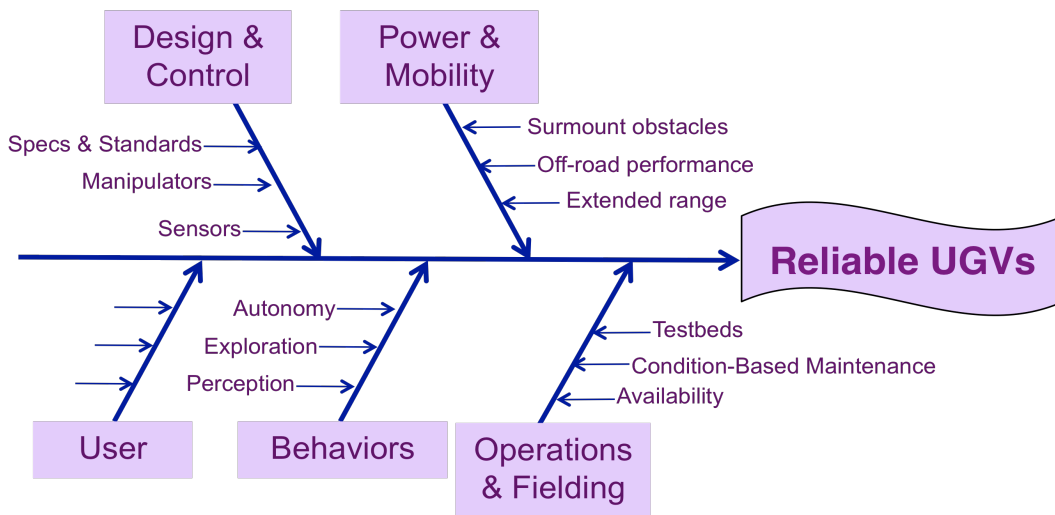 Design &
Control
Power &
Mobility
Specs & Standards
Manipulators
Sensors
Surmount obstacles
Off-road performance
Extended range
Reliable UGVs
Autonomy
Exploration
Perception
Testbeds
Condition-Based Maintenance
Availability
User
Behaviors
Operations
& Fielding